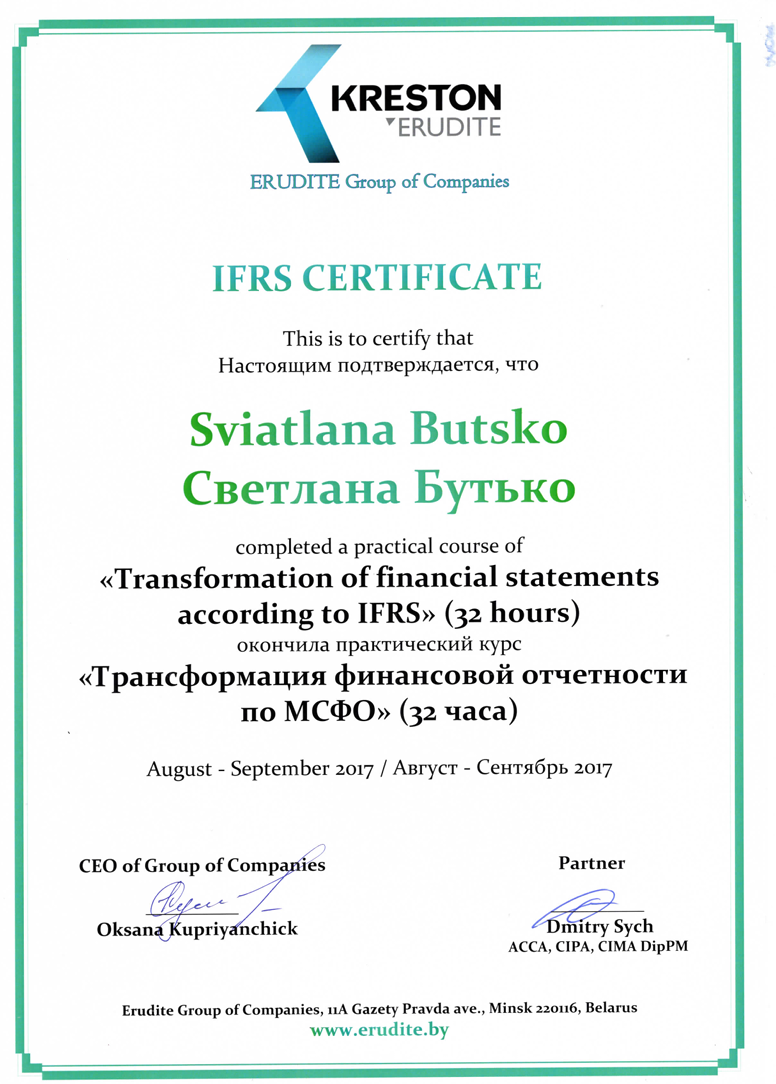 KRESTON
ERUDITE
ERUDITE Group of Companies
IFRS CERTIFICATE
This is to certify that
Настоящим подтверждается, что
Sviatlana Butsko
Светлана Бутько
completed a practical course of
«Transformation of financial statements
according to IFRS» (32 hours)
окончила практический курс
«Трансформация финансовой отчетности
по МСФО» (32 часа)
August - September 2017 / Август - Сентябрь 2017
CEO of Group of Companies
Oksana Kupriyanchick
Partner
Dmitry Sych
ACCA, CIPA, CIMA DipPM
Erudite Group of Companies, 11A Gazety Pravda ave., Minsk 220116, Belarus
www.erudite.by